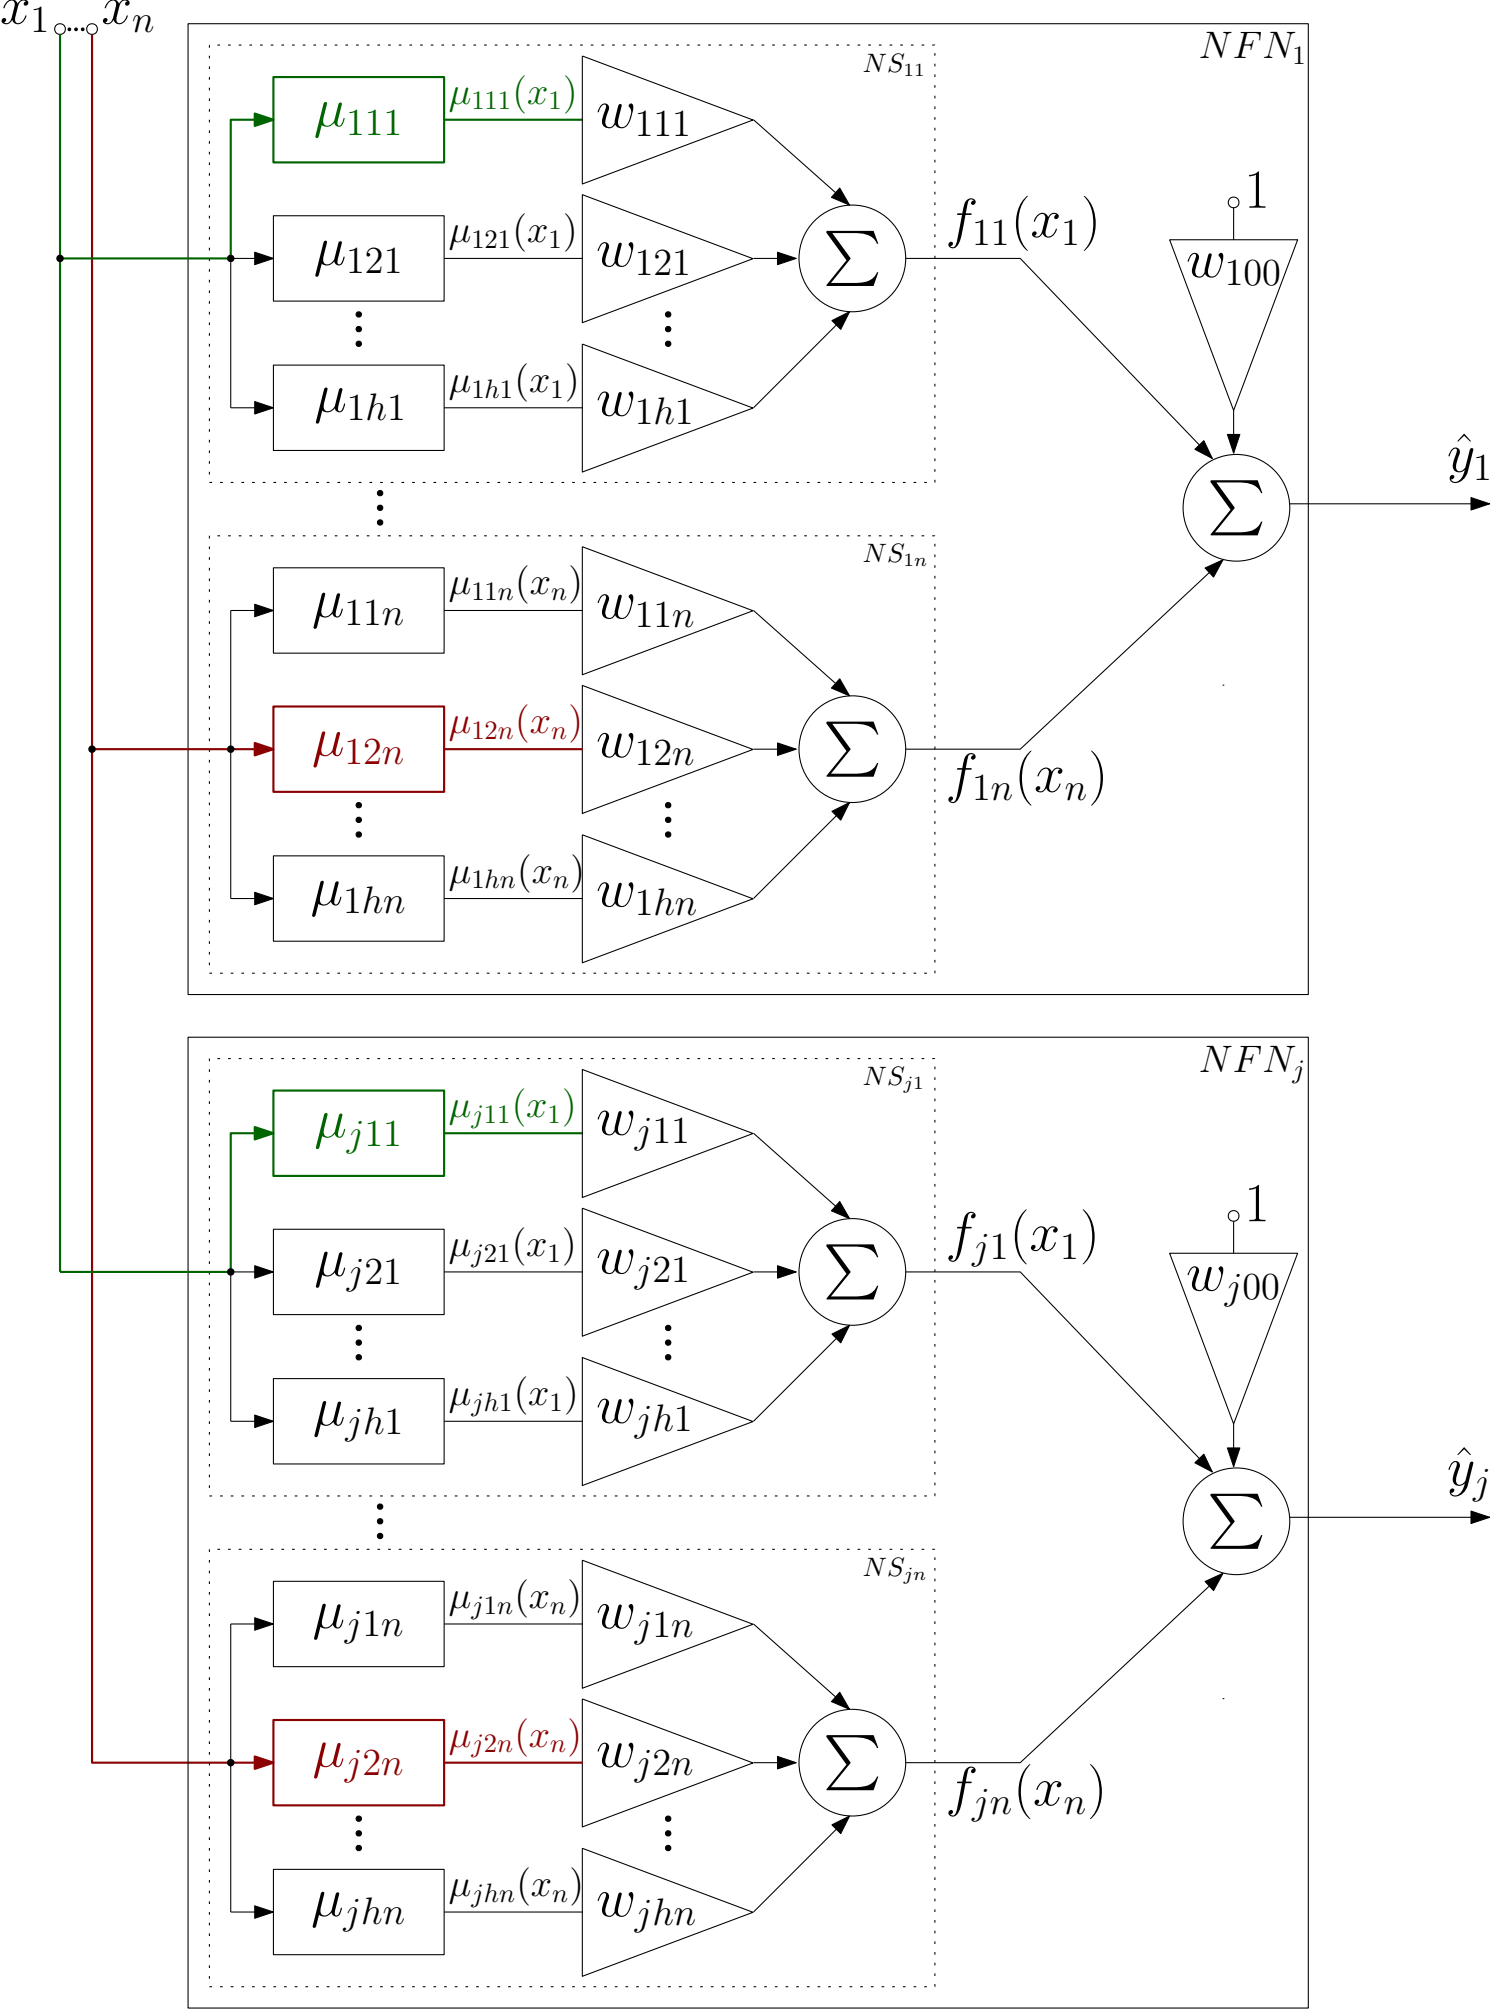 x₁ ... xₙ
NFN₁
NS₁₁
μ₁₁₁ μ₁₁₁(x₁) w₁₁₁
1
μ₁₂₁ μ₁₂₁(x₁) w₁₂₁ Σ f₁₁(x₁) w₁₀₀
⋮ ⋮
μ₁ₕ₁ μ₁ₕ₁(x₁) w₁ₕ₁
Σ ŷ₁
⋮
NS₁ₙ
μ₁₁ₙ μ₁₁ₙ(xₙ) w₁₁ₙ
μ₁₂ₙ μ₁₂ₙ(xₙ) w₁₂ₙ Σ f₁ₙ(xₙ)
⋮ ⋮
μ₁ₕₙ μ₁ₕₙ(xₙ) w₁ₕₙ
NFNⱼ
NSⱼ₁
μⱼ₁₁ μⱼ₁₁(x₁) wⱼ₁₁
1
μⱼ₂₁ μⱼ₂₁(x₁) wⱼ₂₁ Σ fⱼ₁(x₁) wⱼ₀₀
⋮ ⋮
μⱼₕ₁ μⱼₕ₁(x₁) wⱼₕ₁
Σ ŷⱼ
⋮
NSⱼₙ
μⱼ₁ₙ μⱼ₁ₙ(xₙ) wⱼ₁ₙ
μⱼ₂ₙ μⱼ₂ₙ(xₙ) wⱼ₂ₙ Σ fⱼₙ(xₙ)
⋮ ⋮
μⱼₕₙ μⱼₕₙ(xₙ) wⱼₕₙ